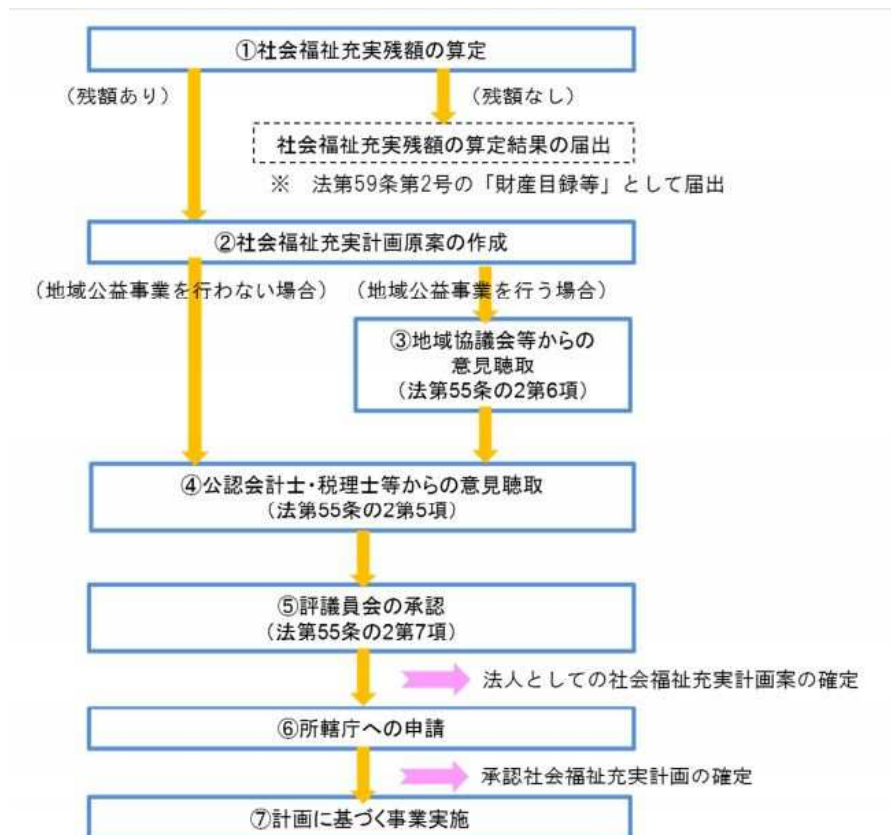 ①社会福祉充実残額の算定
（残額あり）
（残額なし）
社会福祉充実残額の算定結果の届出
※　法第59条第2号の「財産目録等」として届出
②社会福祉充実計画原案の作成
（地域公益事業を行わない場合）
（地域公益事業を行う場合）
③地域協議会等からの
意見聴取
（法第55条の2第6項）
④公認会計士・税理士等からの意見聴取
（法第55条の2第5項）
⑤評議員会の承認
（法第55条の2第7項）
法人としての社会福祉充実計画案の確定
⑥所轄庁への申請
承認社会福祉充実計画の確定
⑦計画に基づく事業実施